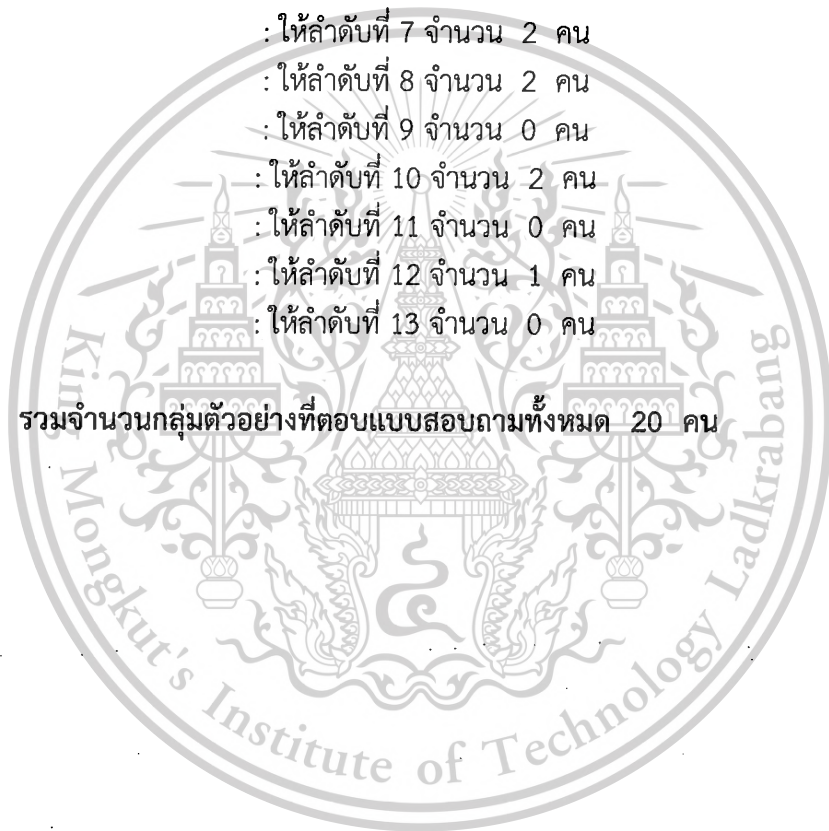 : ให้ลำดับที่ 7 จำนวน 2 คน
: ให้ลำดับที่ 8 จำนวน 2 คน
: ให้ลำดับที่ 9 จำนวน 0 คน
: ให้ลำดับที่ 10 จำนวน 2 คน
: ให้ลำดับที่ 11 จำนวน 0 คน
: ให้ลำดับที่ 12 จำนวน 1 คน
: ให้ลำดับที่ 13 จำนวน 0 คน
รวมจำนวนกลุ่มตัวอย่างที่ตอบแบบสอบถามทั้งหมด 20 คน
King Mongkut's Institute of Technology Ladkrabang